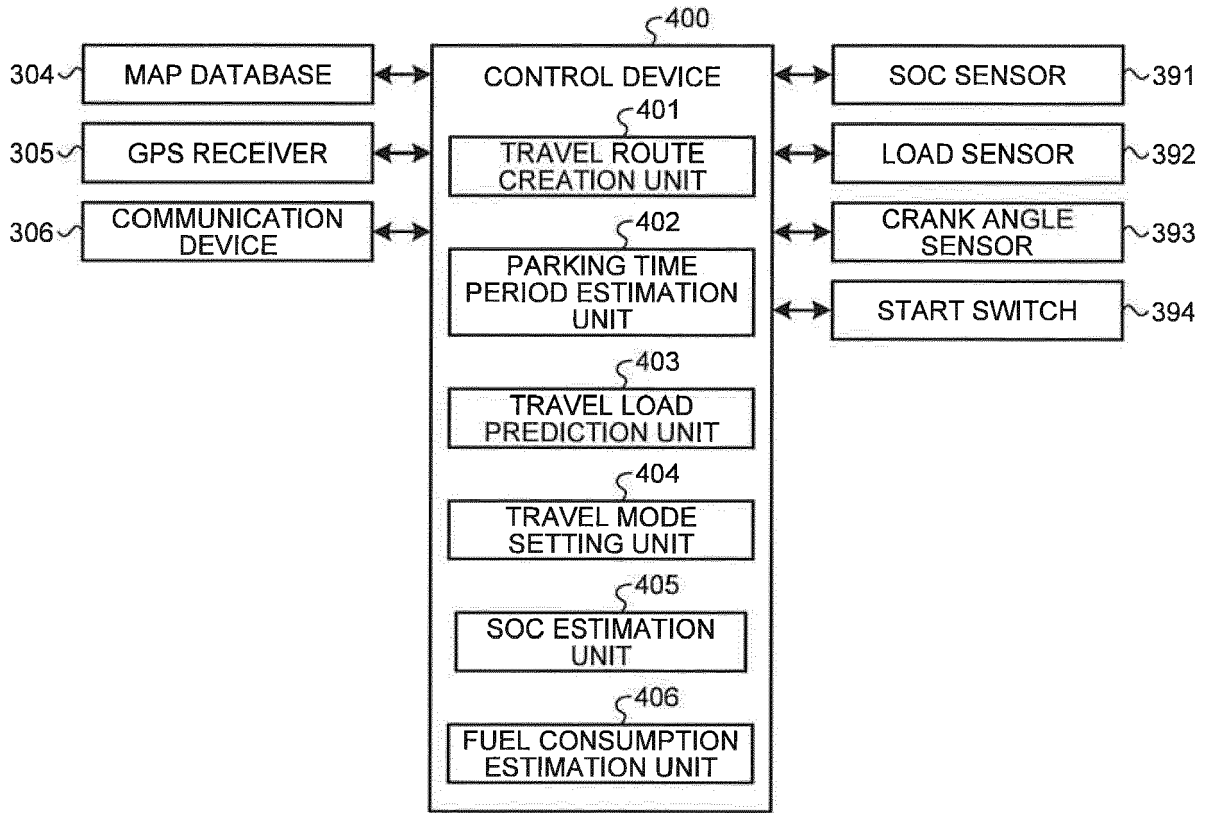 400
304
MAP DATABASE
305
GPS RECEIVER
306
COMMUNICATION
DEVICE
CONTROL DEVICE
401
TRAVEL ROUTE
CREATION UNIT
402
PARKING TIME
PERIOD ESTIMATION
UNIT
403
TRAVEL LOAD
PREDICTION UNIT
404
TRAVEL MODE
SETTING UNIT
405
SOC ESTIMATION
UNIT
406
FUEL CONSUMPTION
ESTIMATION UNIT
SOC SENSOR
391
LOAD SENSOR
392
CRANK ANGLE
SENSOR
393
START SWITCH
394